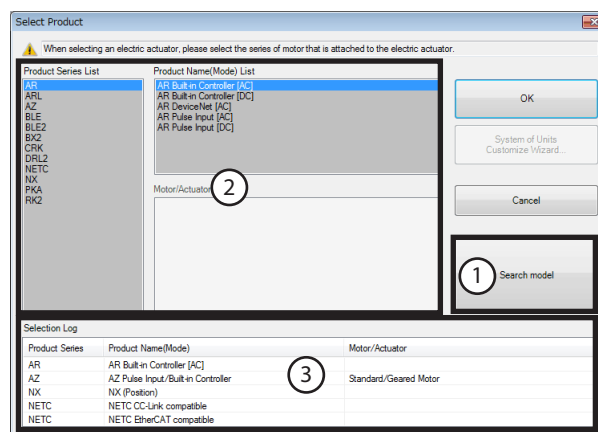 Select Product
When selecting an electric actuator, please select the series of motor that is attached to the electric actuator.
Product Series List
Product Name(Mode) List
AR
ARL
AZ
BLE
BLE2
BX2
CRK
DRL2
NETC
NX
PKA
RK2
AR Built-in Controller [AC]
AR Built-in Controller [DC]
AR DeviceNet [AC]
AR Pulse Input [AC]
AR Pulse Input [DC]
Motor/Actuator
2
OK
System of Units
Customize Wizard...
Cancel
1
Search model
Selection Log
Product Series Product Name(Mode) Motor/Actuator
AR AR Built-in Controller [AC]
AZ AZ Pulse Input/Built-in Controller Standard/Geared Motor
NX NX (Position)
NETC NETC CC-Link compatible
NETC NETC EtherCAT compatible
3